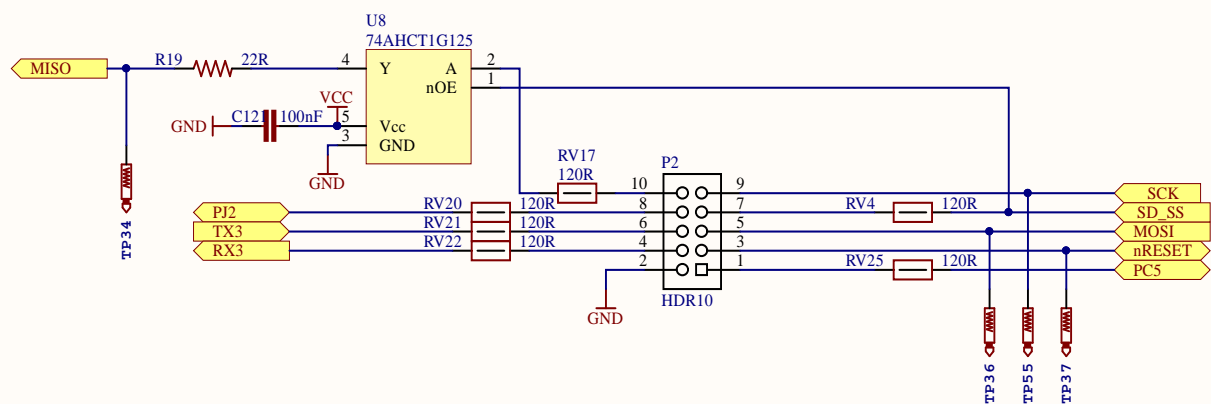 U8
74AHCT1G125
MISO
R19 22R 4 Y A 2
nOE 1
VCC
GND C121 100nF 5 Vcc
3 GND
GND
RV17
120R
P2
10 9 SCK
PJ2 RV20 120R 8 7 RV4 120R SD_SS
TX3 RV21 120R 6 5 MOSI
RX3 RV22 120R 4 3 nRESET
2 1 RV25 120R PC5
GND
HDR10
TP34
TP36
TP55
TP37